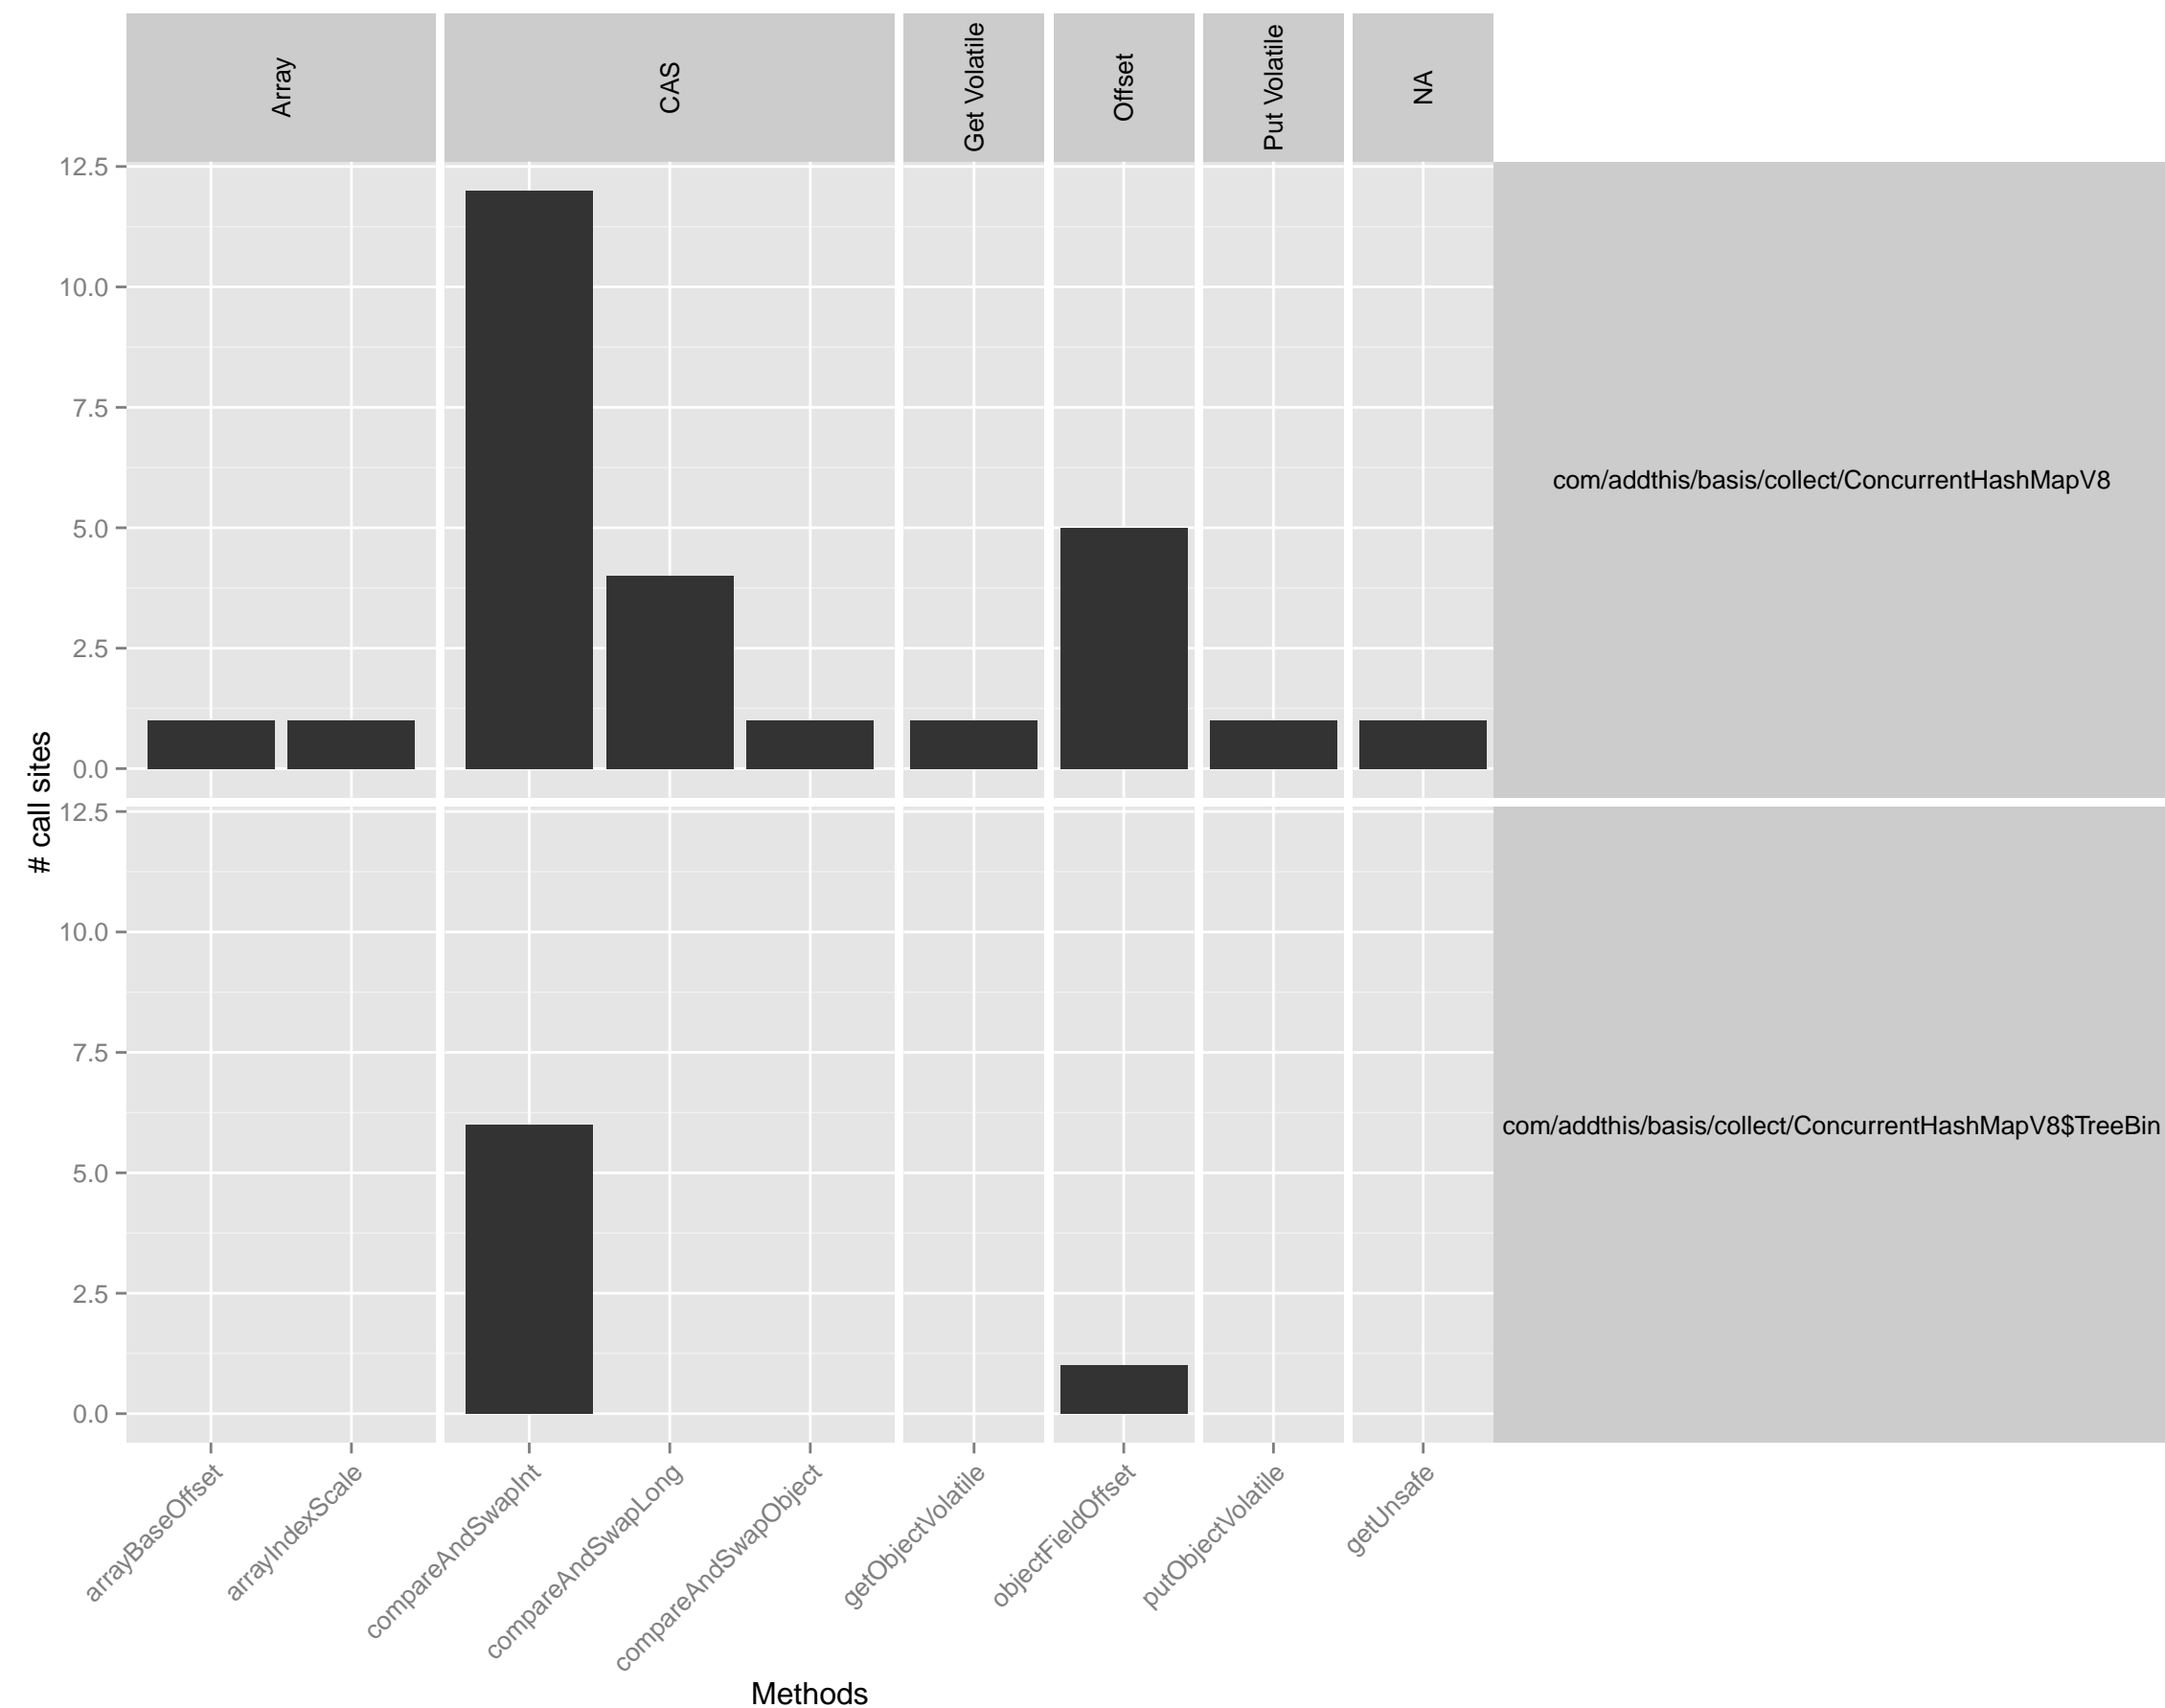 Array
CAS
Get Volatile
Offset
Put Volatile
NA
12.5
10.0
7.5
5.0
2.5
0.0
com/addthis/basis/collect/ConcurrentHashMapV8
# call sites
12.5
10.0
7.5
5.0
2.5
0.0
com/addthis/basis/collect/ConcurrentHashMapV8$TreeBin
arrayBaseOffset
arrayIndexScale
compareAndSwapInt
compareAndSwapLong
compareAndSwapObject
getObjectVolatile
objectFieldOffset
putObjectVolatile
getUnsafe
Methods